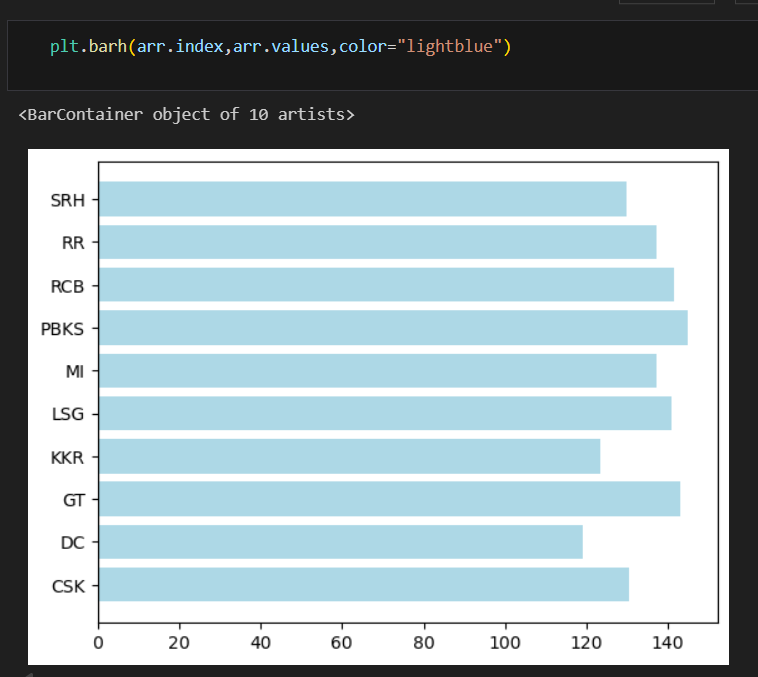 plt.barh(arr.index,arr.values,color="lightblue")
<BarContainer object of 10 artists>
SRH
RR
RCB
PBKS
MI
LSG
KKR
GT
DC
CSK
0 20 40 60 80 100 120 140